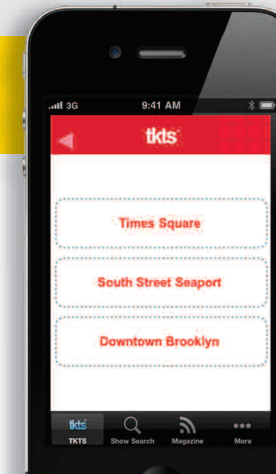 3G 9:41 AM
tkts
Times Square
South Street Seaport
Downtown Brooklyn
tkts
TKTS Show Search Magazine More